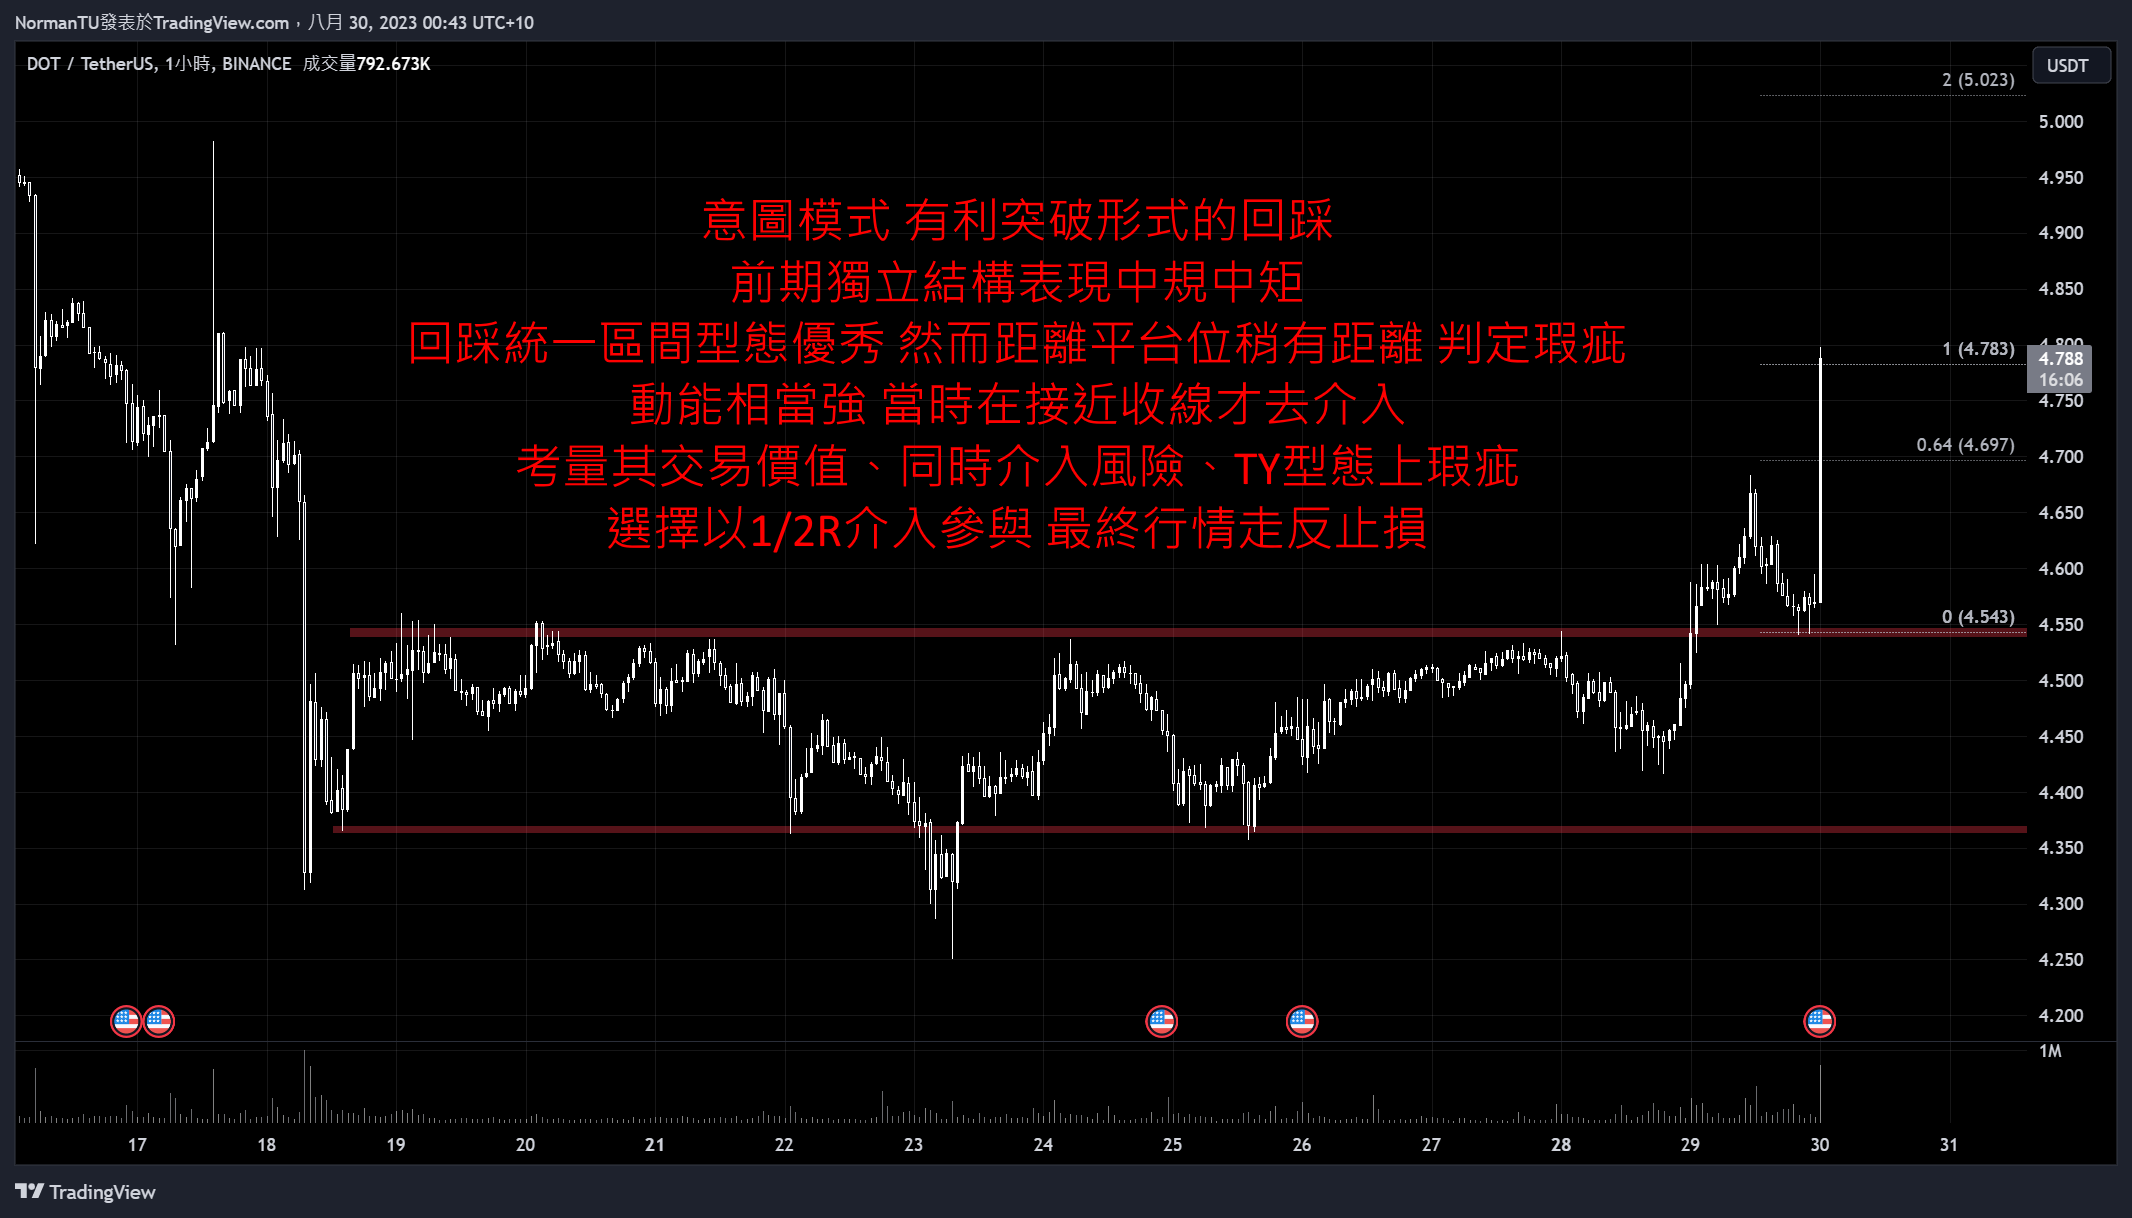 NormanTU發表於TradingView.com，八月 30, 2023 00:43 UTC+10
DOT / TetherUS, 1小時, BINANCE 成交量792.673K
USDT
2 (5.023)
5.000
4.950
意圖模式 有利突破形式的回踩
4.900
前期獨立結構表現中規中矩
4.850
回踩統一區間型態優秀 然而距離平台位稍有距離 判定瑕疵
4.800
1 (4.783)
4.788
16:06
動能相當強 當時在接近收線才去介入
4.750
0.64 (4.697)
4.700
考量其交易價值、同時介入風險、TY型態上瑕疵
選擇以1/2R介入參與 最終行情走反止損
4.650
4.600
0 (4.543)
4.550
4.500
4.450
4.400
4.350
4.300
4.250
4.200
1M
17 18 19 20 21 22 23 24 25 26 27 28 29 30 31
TradingView